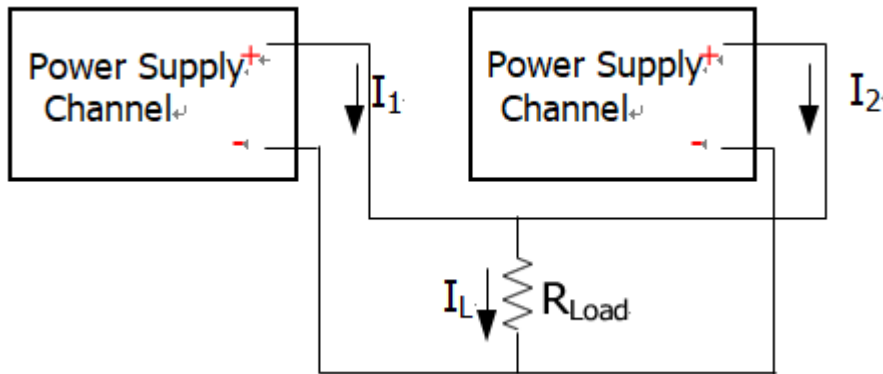 Power Supply +
Channel↵
-
I1
Power Supply +
Channel↵
-
I2
IL
RLoad